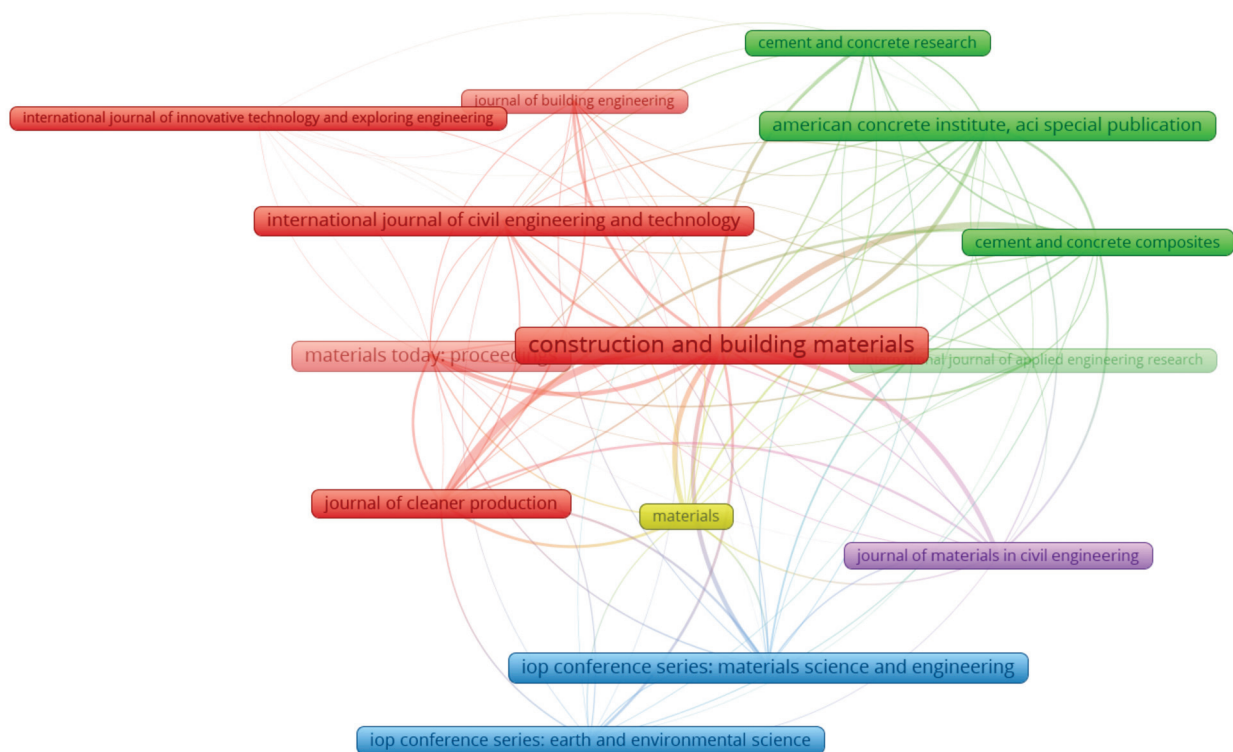 cement and concrete research
journal of building engineering
international journal of innovative technology and exploring engineering
american concrete institute, aci special publication
international journal of civil engineering and technology
cement and concrete composites
construction and building materials
materials today:
journal of applied engineering research
journal of cleaner production
materials
journal of materials in civil engineering
iop conference series: materials science and engineering
iop conference series: earth and environmental science